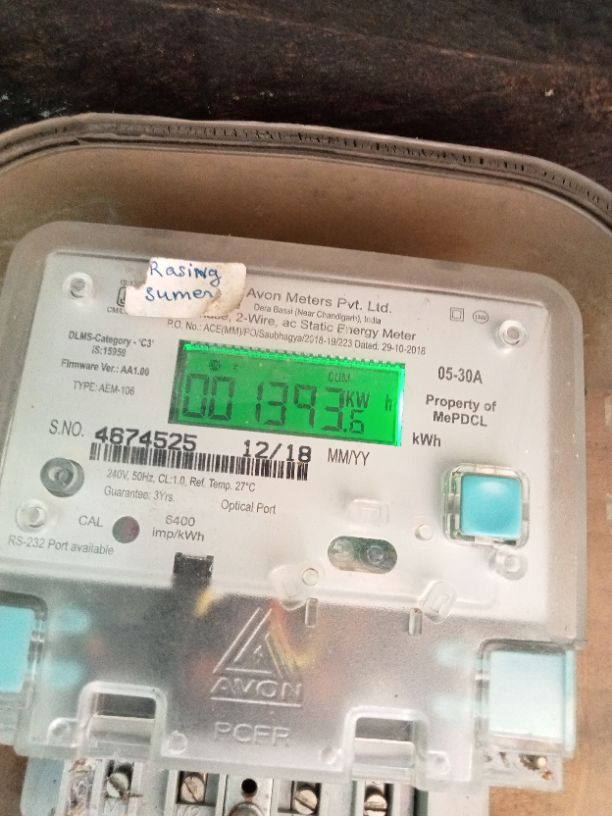 Rasing
sumer
Avon Meters Pvt. Ltd.
Dera Bassi (Near Chandigarh), India
2-Wire, ac Static Energy Meter
P.O. No.: ACE(MM)/PO/Saubhagya/2018-19/223 Dated: 29-10-2018
DLMS-Category - 'C3'
IS:15959
Firmware Ver.: AA1.00
TYPE: AEM-106
CUM
001393.6 KW h
kWh
05-30A
Property of
MePDCL
S.NO. 4674525 12/18 MM/YY
240V, 50Hz, CL:1.0, Ref. Temp. 27°C
Guarantee: 3Yrs.
Optical Port
CAL
6400
imp/kWh
RS-232 Port available
AVON